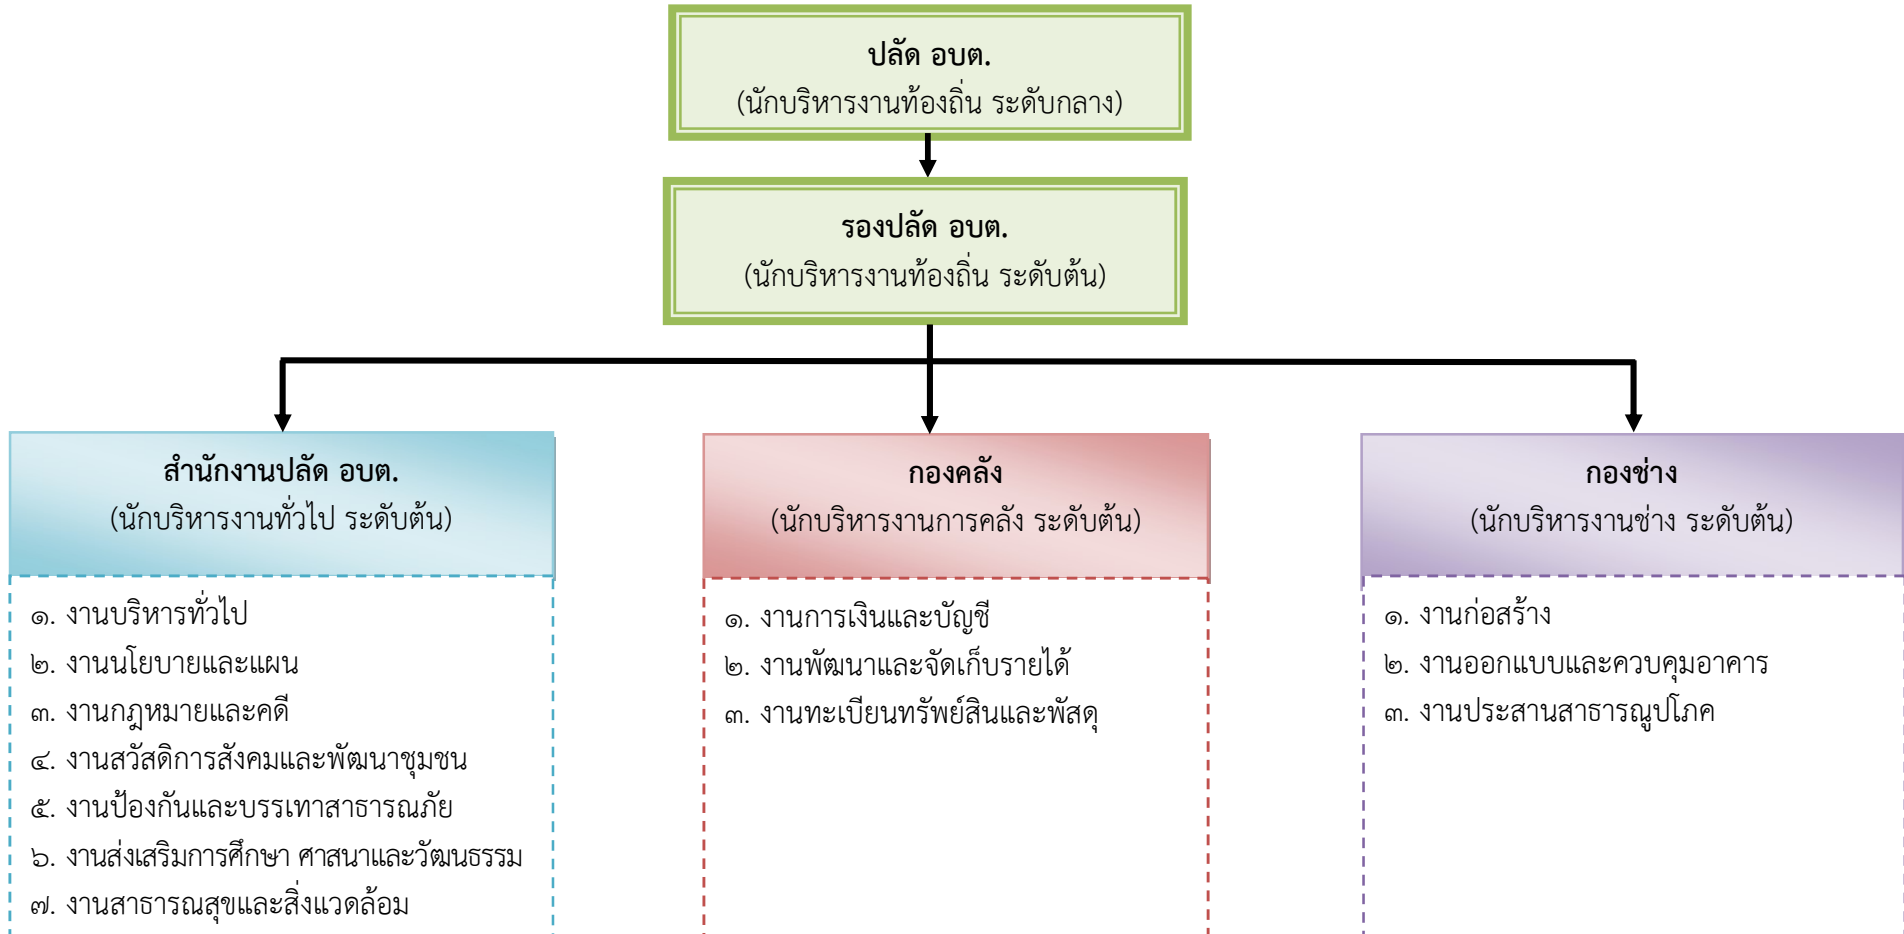 ปลัด อบต.
(นักบริหารงานท้องถิ่น ระดับกลาง)
รองปลัด อบต.
(นักบริหารงานท้องถิ่น ระดับต้น)
สำนักงานปลัด อบต.
(นักบริหารงานทั่วไป ระดับต้น)
๑. งานบริหารทั่วไป
๒. งานนโยบายและแผน
๓. งานกฎหมายและคดี
๔. งานสวัสดิการสังคมและพัฒนาชุมชน
๕. งานป้องกันและบรรเทาสาธารณภัย
๖. งานส่งเสริมการศึกษา ศาสนาและวัฒนธรรม
๗. งานสาธารณสุขและสิ่งแวดล้อม
กองคลัง
(นักบริหารงานการคลัง ระดับต้น)
๑. งานการเงินและบัญชี
๒. งานพัฒนาและจัดเก็บรายได้
๓. งานทะเบียนทรัพย์สินและพัสดุ
กองช่าง
(นักบริหารงานช่าง ระดับต้น)
๑. งานก่อสร้าง
๒. งานออกแบบและควบคุมอาคาร
๓. งานประสานสาธารณูปโภค